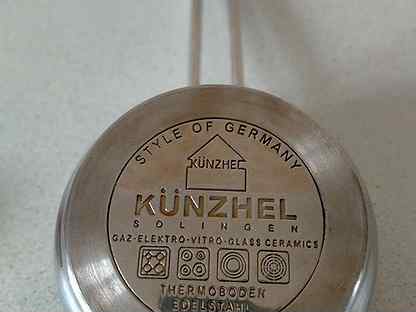 STYLE OF GERMANY
KÜNZHEL
KÜNZHEL
SOLINGEN
GAZ-ELEKTRO-VITRO-GLASS CERAMICS
THERMOBODEN
EDELSTAHL